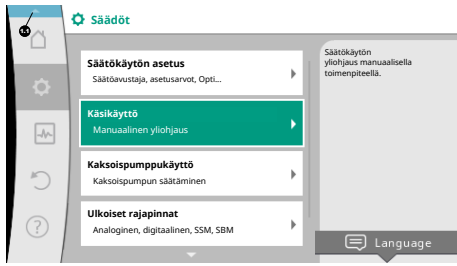 1.1
Säädöt
Säätökäytön asetus
Säätöavustaja, asetusarvot, Opti...
Käsikäyttö
Manuaalinen yliohjaus
Kaksoispumppukäyttö
Kaksoispumpun säätäminen
Ulkoiset rajapinnat
Analoginen, digitaalinen, SSM, SBM
Säätökäytön
yliohjaus manuaalisella
toimenpiteellä.
Language